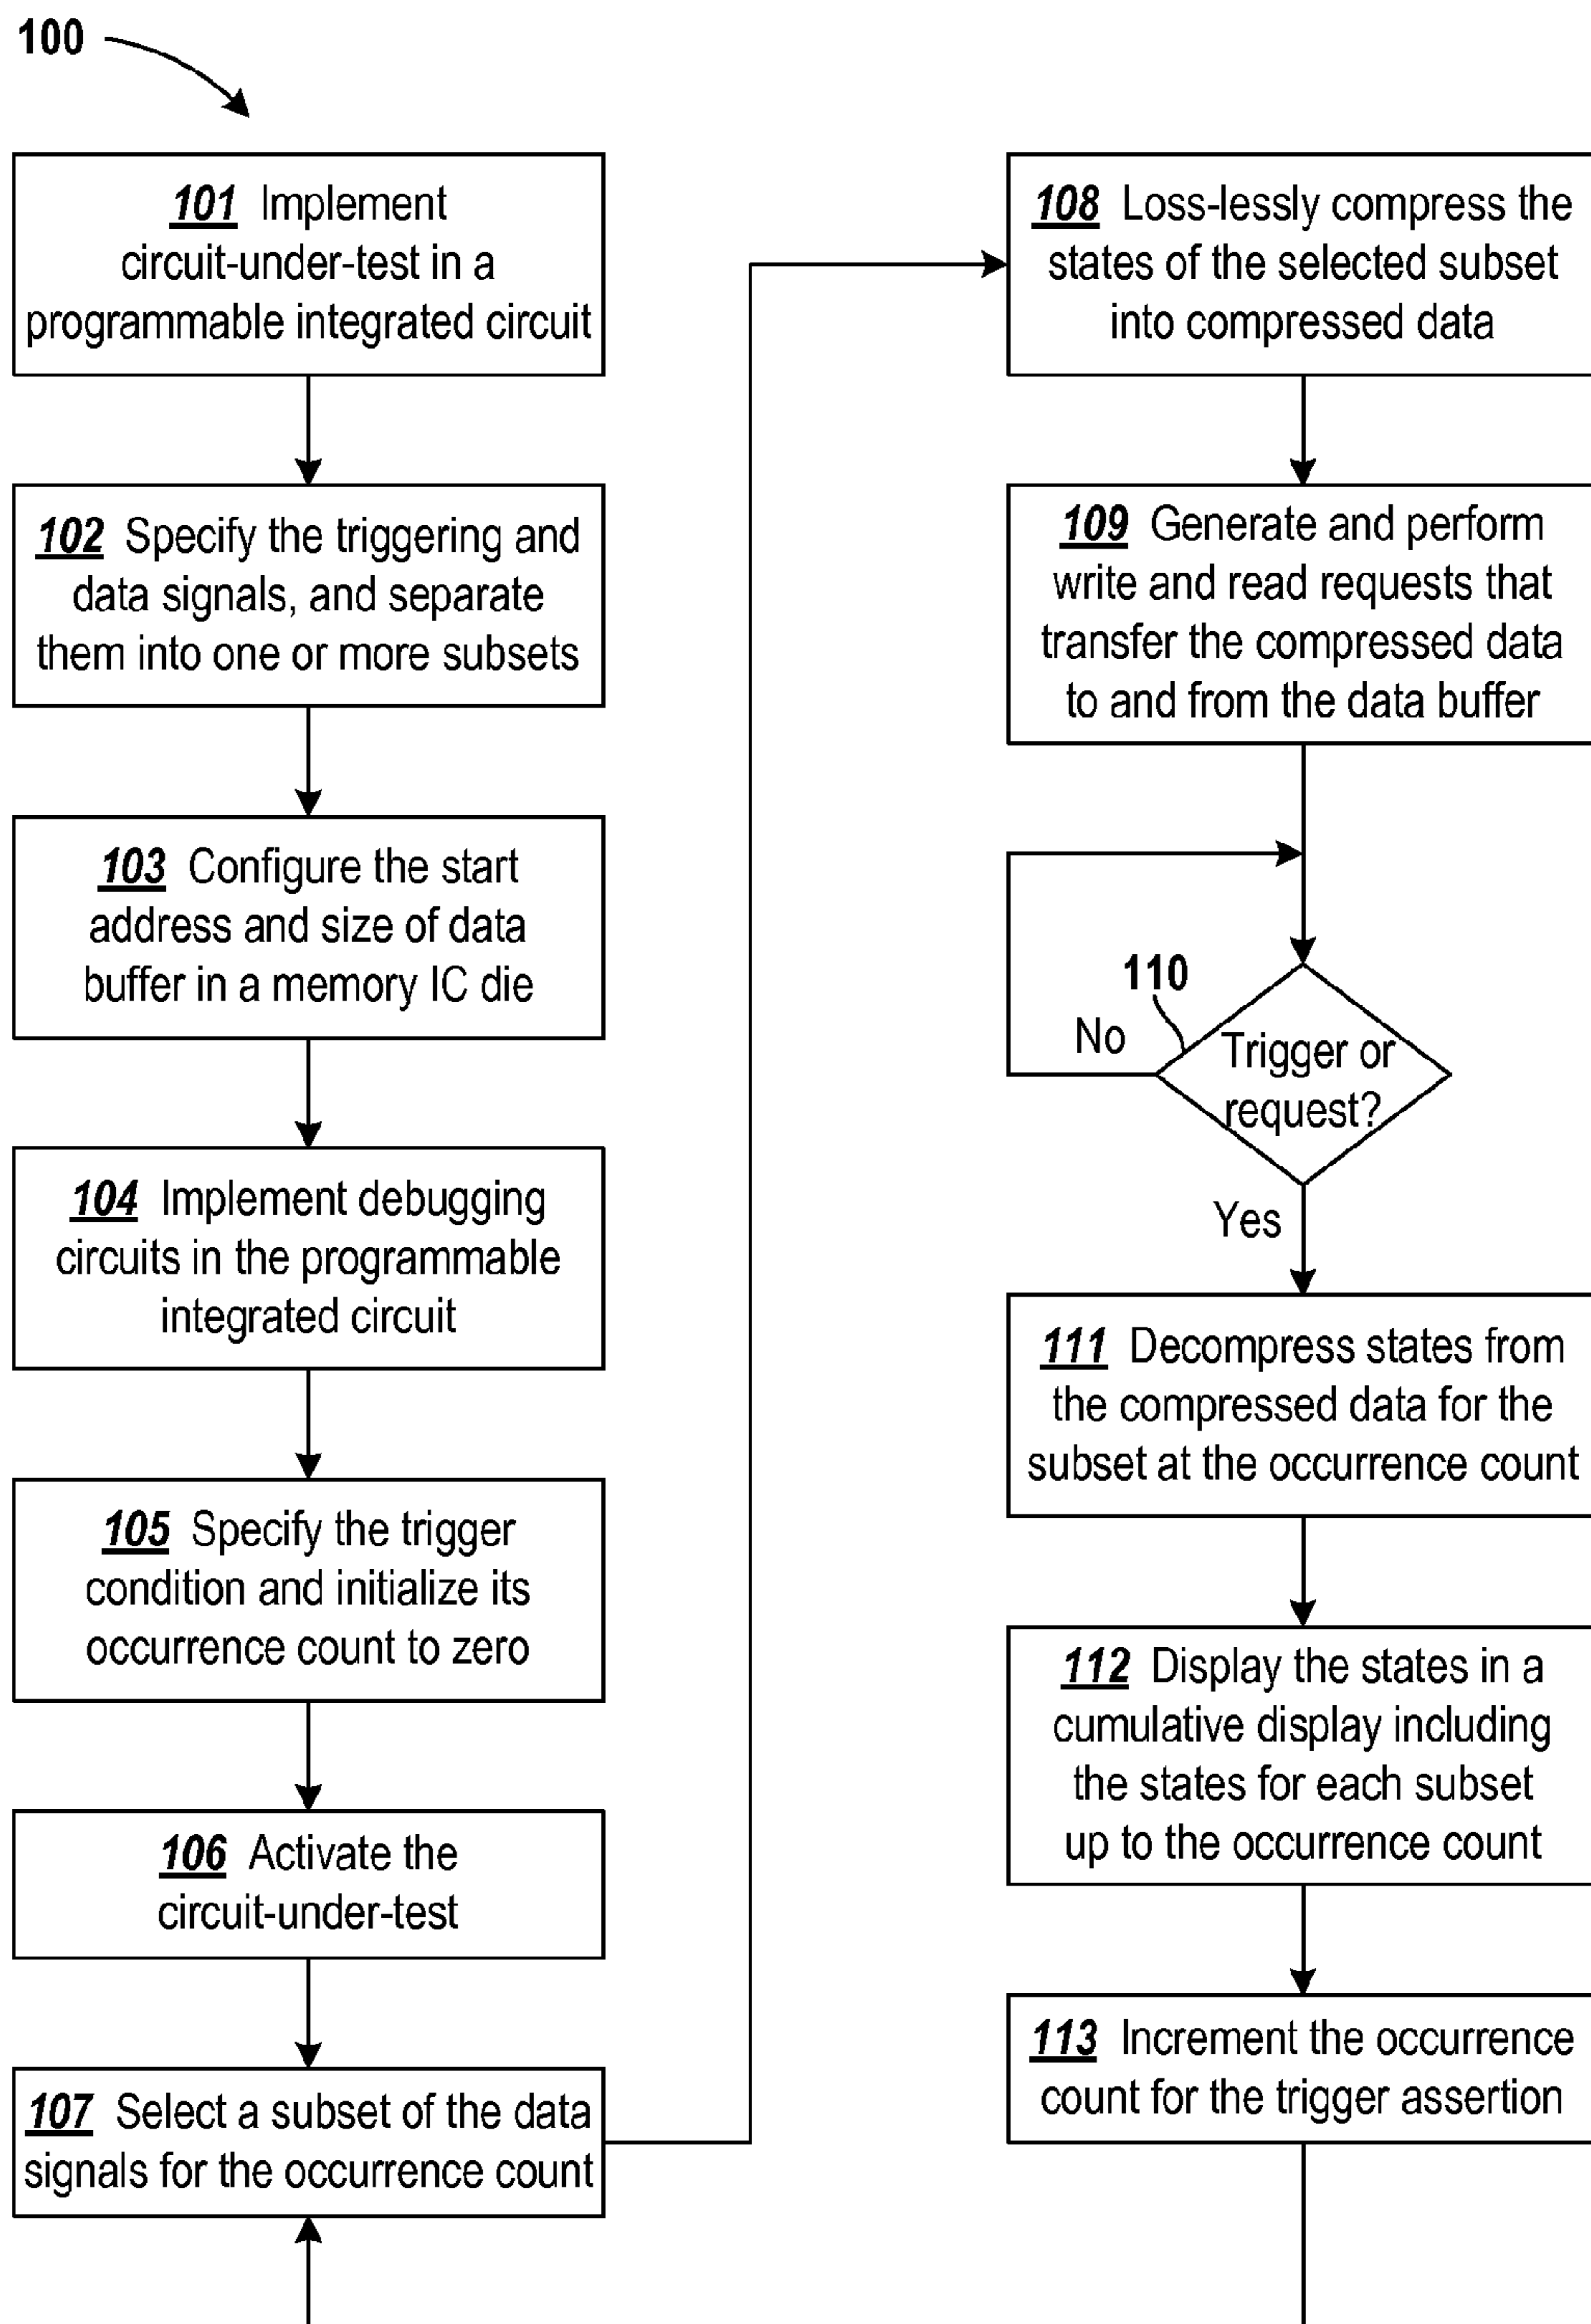 100
101 Implement
circuit-under-test in a
programmable integrated circuit
102 Specify the triggering and
data signals, and separate
them into one or more subsets
103 Configure the start
address and size of data
buffer in a memory IC die
104 Implement debugging
circuits in the programmable
integrated circuit
105 Specify the trigger
condition and initialize its
occurrence count to zero
106 Activate the
circuit-under-test
107 Select a subset of the data
signals for the occurrence count
108 Loss-lessly compress the
states of the selected subset
into compressed data
109 Generate and perform
write and read requests that
transfer the compressed data
to and from the data buffer
110
No
Trigger or
request?
Yes
111 Decompress states from
the compressed data for the
subset at the occurrence count
112 Display the states in a
cumulative display including
the states for each subset
up to the occurrence count
113 Increment the occurrence
count for the trigger assertion